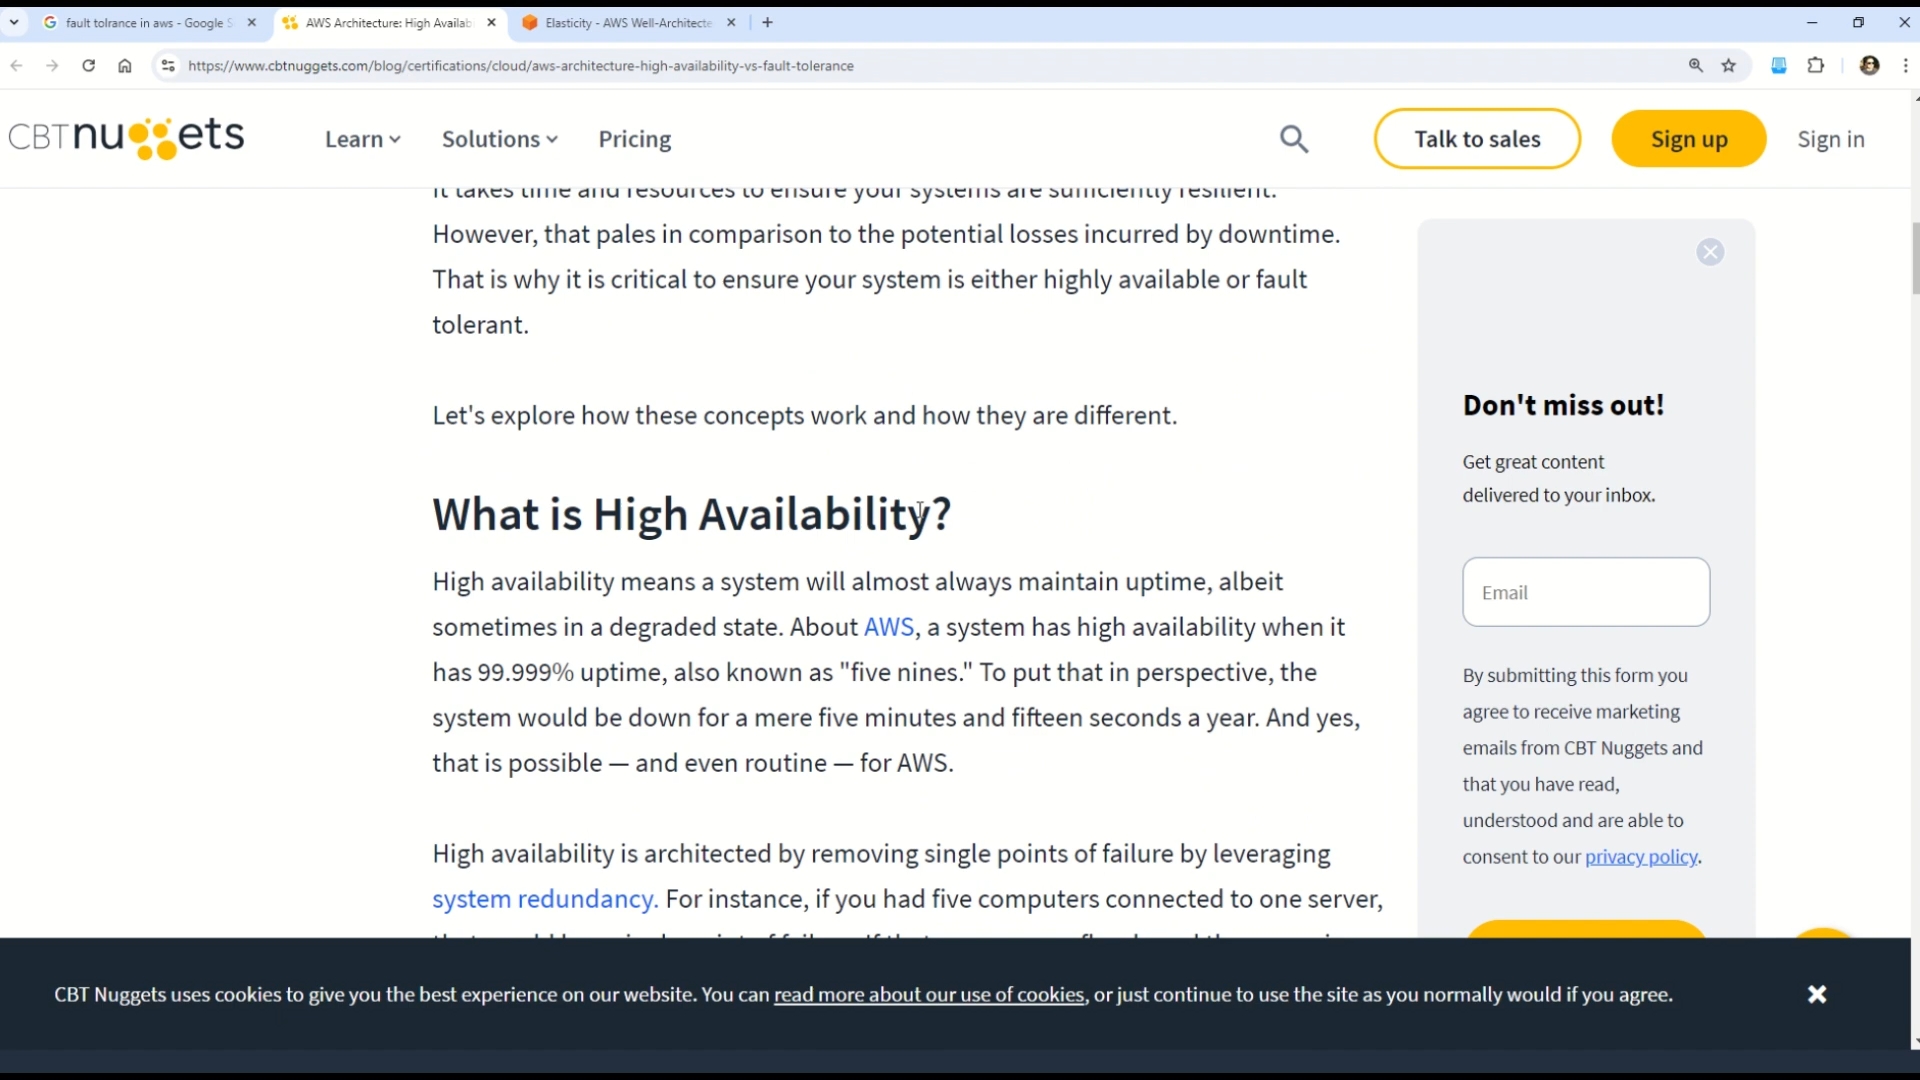 fault tolrance in aws - Google S
AWS Architecture: High Availab
Elasticity - AWS Well-Architecte
https://www.cbtnuggets.com/blog/certifications/cloud/aws-architecture-high-availability-vs-fault-tolerance
CBTnuggets
Learn
Solutions
Pricing
Talk to sales
Sign up
Sign in
It takes time and resources to ensure your systems are sufficiently resilient.
However, that pales in comparison to the potential losses incurred by downtime.
That is why it is critical to ensure your system is either highly available or fault
tolerant.
Let's explore how these concepts work and how they are different.
What is High Availability?
High availability means a system will almost always maintain uptime, albeit
sometimes in a degraded state. About AWS, a system has high availability when it
has 99.999% uptime, also known as "five nines." To put that in perspective, the
system would be down for a mere five minutes and fifteen seconds a year. And yes,
that is possible — and even routine — for AWS.
High availability is architected by removing single points of failure by leveraging
system redundancy. For instance, if you had five computers connected to one server,
Don't miss out!
Get great content
delivered to your inbox.
Email
By submitting this form you
agree to receive marketing
emails from CBT Nuggets and
that you have read,
understood and are able to
consent to our privacy policy.
CBT Nuggets uses cookies to give you the best experience on our website. You can read more about our use of cookies, or just continue to use the site as you normally would if you agree.